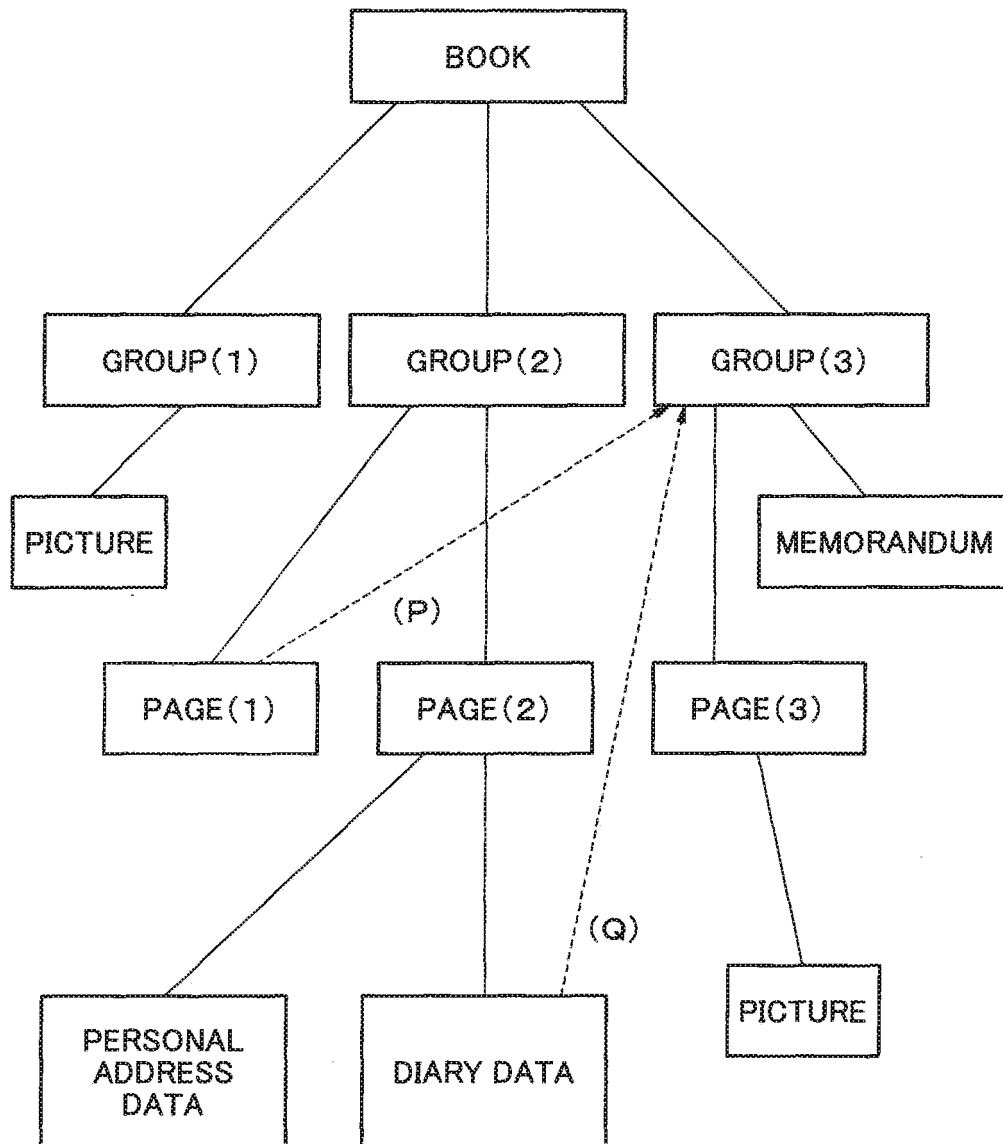 BOOK
GROUP(1)
GROUP(2)
GROUP(3)
PICTURE
MEMORANDUM
(P)
PAGE(1)
PAGE(2)
PAGE(3)
(Q)
PICTURE
PERSONAL
ADDRESS
DATA
DIARY DATA